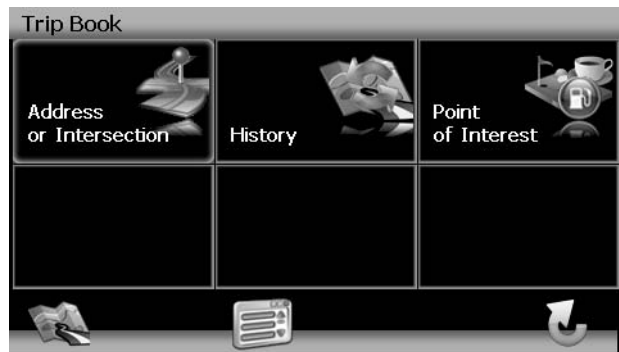 Trip Book
Address
or Intersection
History
Point
of Interest